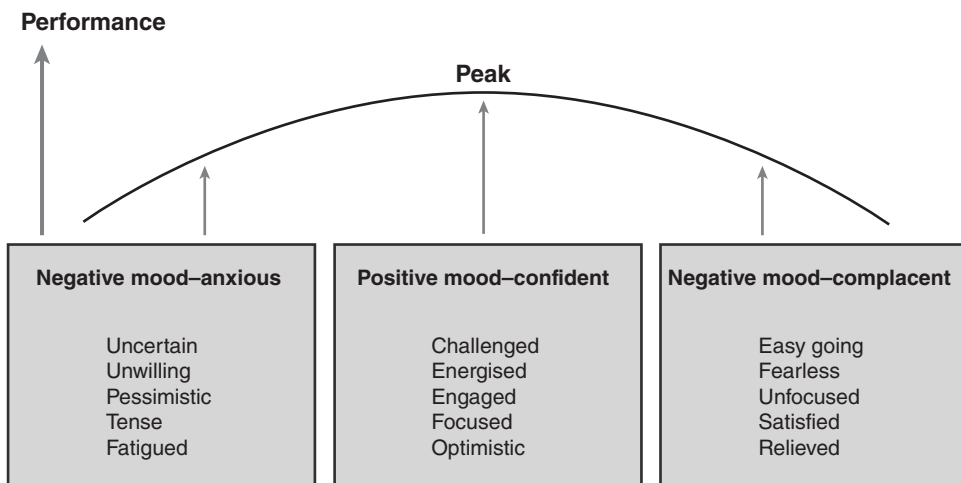 Performance
Peak
Negative mood–anxious
Uncertain
Unwilling
Pessimistic
Tense
Fatigued
Positive mood–confident
Challenged
Energised
Engaged
Focused
Optimistic
Negative mood–complacent
Easy going
Fearless
Unfocused
Satisfied
Relieved